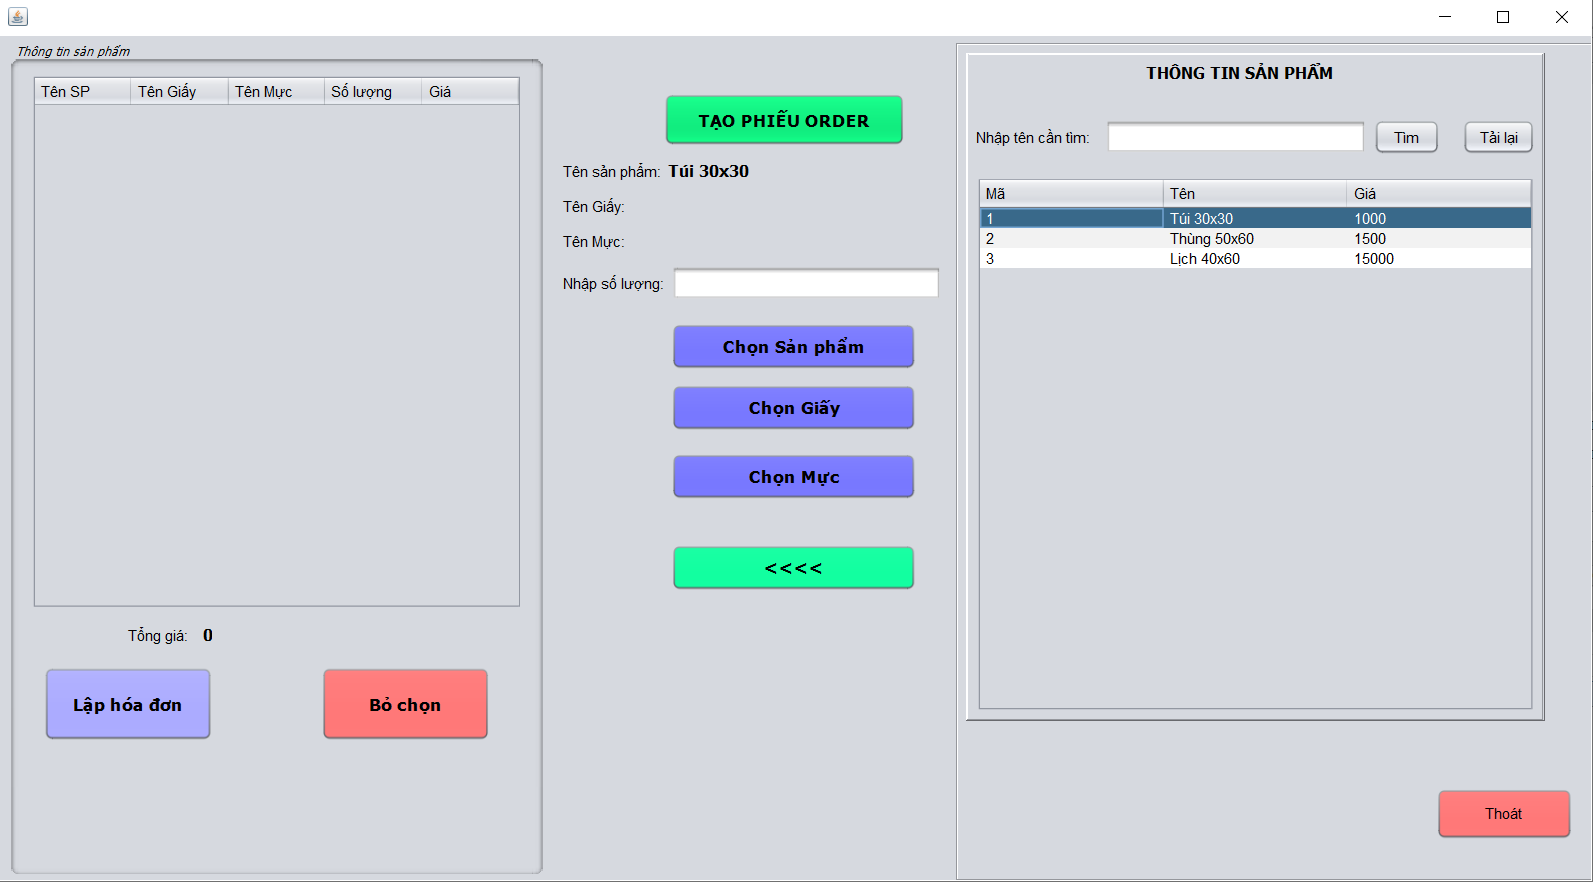 Thông tin sản phẩm
Tên SP Tên Giấy Tên Mực Số lượng Giá
Tổng giá: 0
Lập hóa đơn Bỏ chọn
TẠO PHIẾU ORDER
Tên sản phẩm: Túi 30x30
Tên Giấy:
Tên Mực:
Nhập số lượng:
Chọn Sản phẩm
Chọn Giấy
Chọn Mực
<<<<
THÔNG TIN SẢN PHẨM
Nhập tên cần tìm: Tìm Tải lại
Mã Tên Giá
1 Túi 30x30 1000
2 Thùng 50x60 1500
3 Lịch 40x60 15000
Thoát